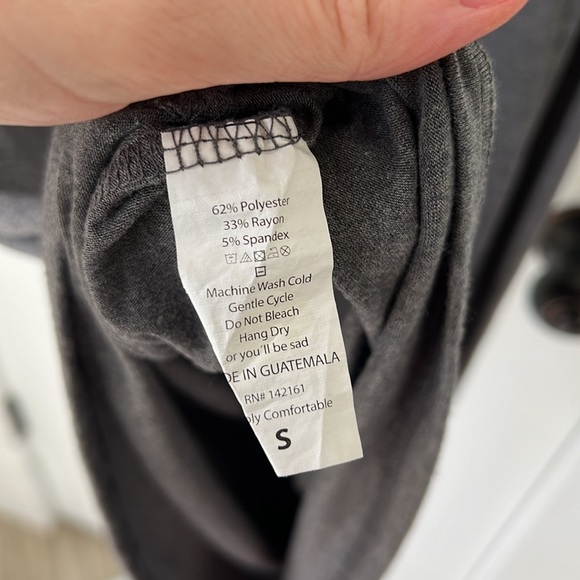 62% Polyester
33% Rayon
5% Spandex
Machine Wash Cold
Gentle Cycle
Do Not Bleach
Hang Dry
or you'll be sad
DE IN GUATEMALA
RN# 142161
ly Comfortable
S